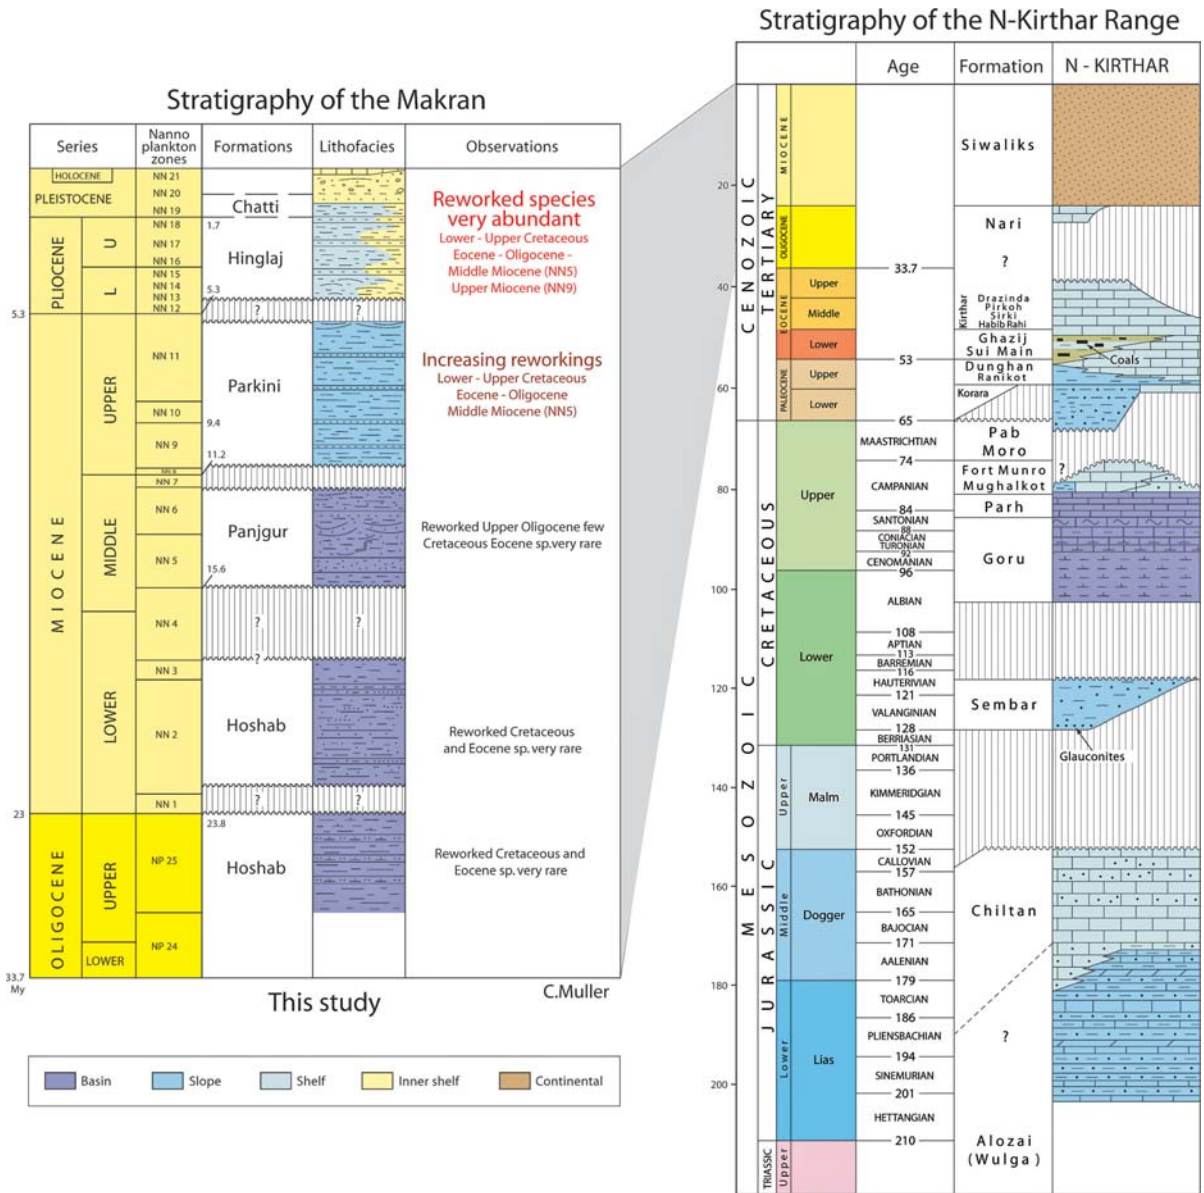 Stratigraphy of the N-Kirthar Range
Stratigraphy of the Makran
Series
Nanno
plankton
zones
Formations
Lithofacies
Observations
HOLOCENE
PLEISTOCENE
PLIOCENE
U
L
MIOCENE
UPPER
MIDDLE
LOWER
OLIGOCENE
UPPER
LOWER
5.3
23
33.7
My
NN 21
NN 20
NN 19
NN 18
NN 17
NN 16
NN 15
NN 14
NN 13
NN 12
NN 11
NN 10
NN 9
NN 8
NN 7
NN 6
NN 5
NN 4
NN 3
NN 2
NN 1
NP 25
NP 24
Chatti
1.7
Hinglaj
5.3
? ?
Parkini
9.4
11.2
Panjgur
15.6
? ?
?
Hoshab
? ?
23.8
Hoshab
Reworked species
very abundant
Lower - Upper Cretaceous
Eocene - Oligocene -
Middle Miocene (NN5)
Upper Miocene (NN9)
Increasing reworkings
Lower - Upper Cretaceous
Eocene - Oligocene
Middle Miocene (NN5)
Reworked Upper Oligocene few
Cretaceous Eocene sp. very rare
Reworked Cretaceous
and Eocene sp. very rare
Reworked Cretaceous and
Eocene sp. very rare
This study
C.Muller
Basin
Slope
Shelf
Inner shelf
Continental
Age
Formation
N - KIRTHAR
20
40
60
80
100
120
140
160
180
200
CENOZOIC
TERTIARY
MESOZOIC
CRETACEOUS
JURASSIC
TRIASSIC
MIOCENE
OLIGOCENE
EOCENE
Upper
Middle
Lower
PALEOCENE
Upper
Lower
Upper
Lower
Upper
Malm
Middle
Dogger
Lower
Lias
Upper
33.7
53
65
MAASTRICHTIAN
74
CAMPANIAN
84
SANTONIAN
88
CONIACIAN
TURONIAN
92
CENOMANIAN
96
ALBIAN
108
APTIAN
113
BARREMIAN
116
HAUTERIVIAN
121
VALANGINIAN
128
BERRIASIAN
131
PORTLANDIAN
136
KIMMERIDGIAN
145
OXFORDIAN
152
CALLOVIAN
157
BATHONIAN
165
BAJOCIAN
171
AALENIAN
179
TOARCIAN
186
PLIENSBACHIAN
194
SINEMURIAN
201
HETTANGIAN
210
Siwaliks
Nari
?
Kirthar
Drazinda
Pirkoh
Sirki
Habib Rahi
Ghazij
Sui Main
Coals
Dunghan
Ranikot
Korara
Pab
Moro
Fort Munro
Mughalkot
?
Parh
Goru
Sembar
Glauconites
Chiltan
?
Alozai
(Wulga)